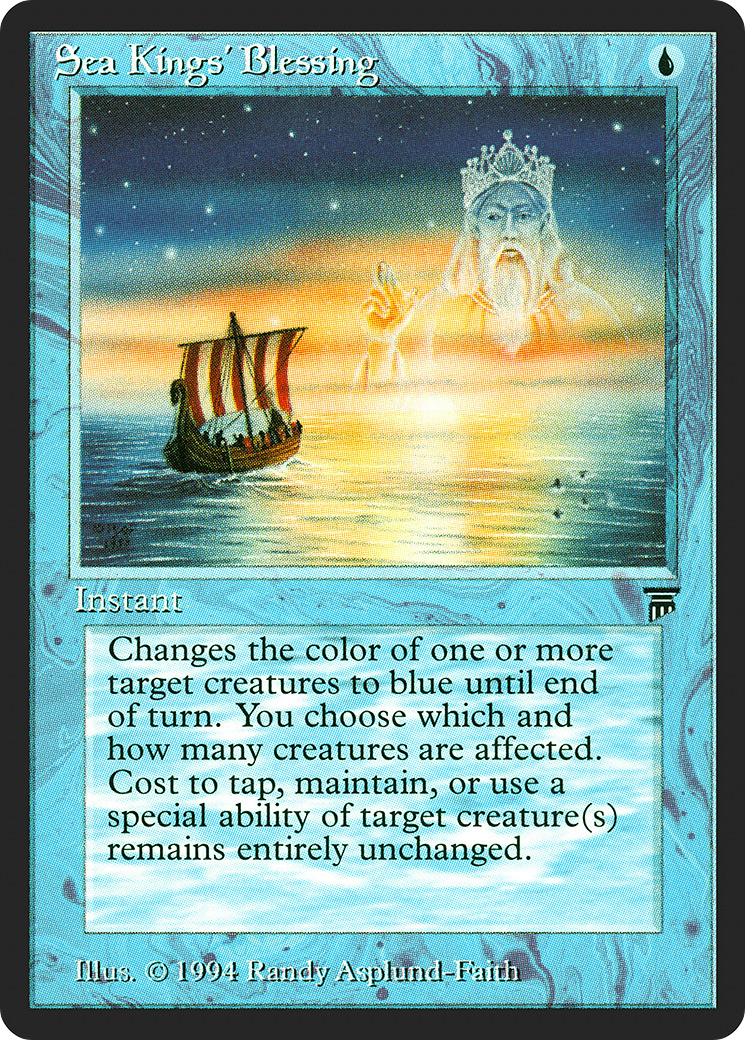 Sea Kings' Blessing
Instant
Changes the color of one or more
target creatures to blue until end
of turn. You choose which and
how many creatures are affected.
Cost to tap, maintain, or use a
special ability of target creature(s)
remains entirely unchanged.
Illus. © 1994 Randy Asplund-Faith